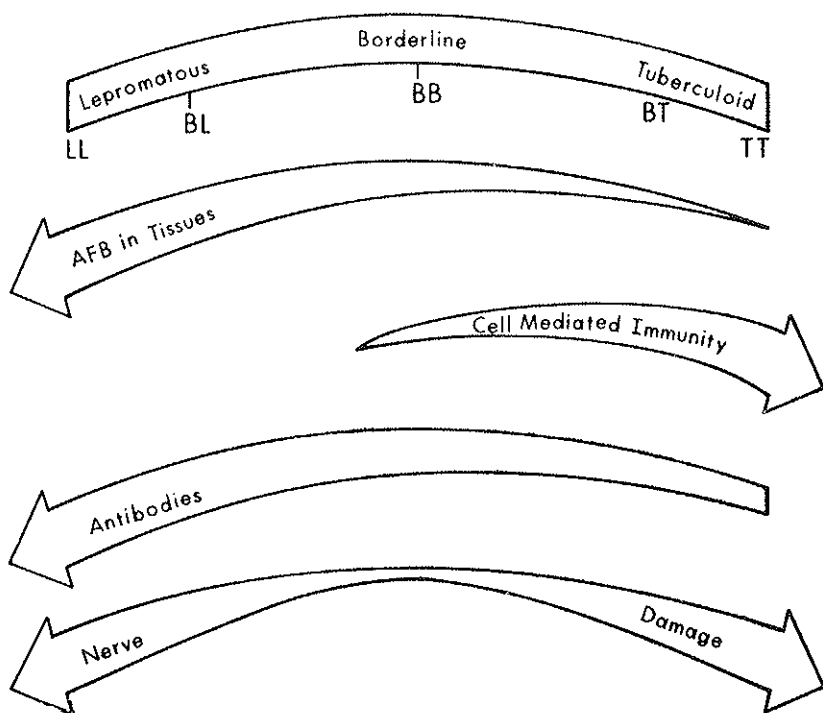 Borderline
Lepromatous
Tuberculoid
BL
BB
BT
LL
TT
AFB in Tissues
Cell Mediated Immunity
Antibodies
Nerve
Damage